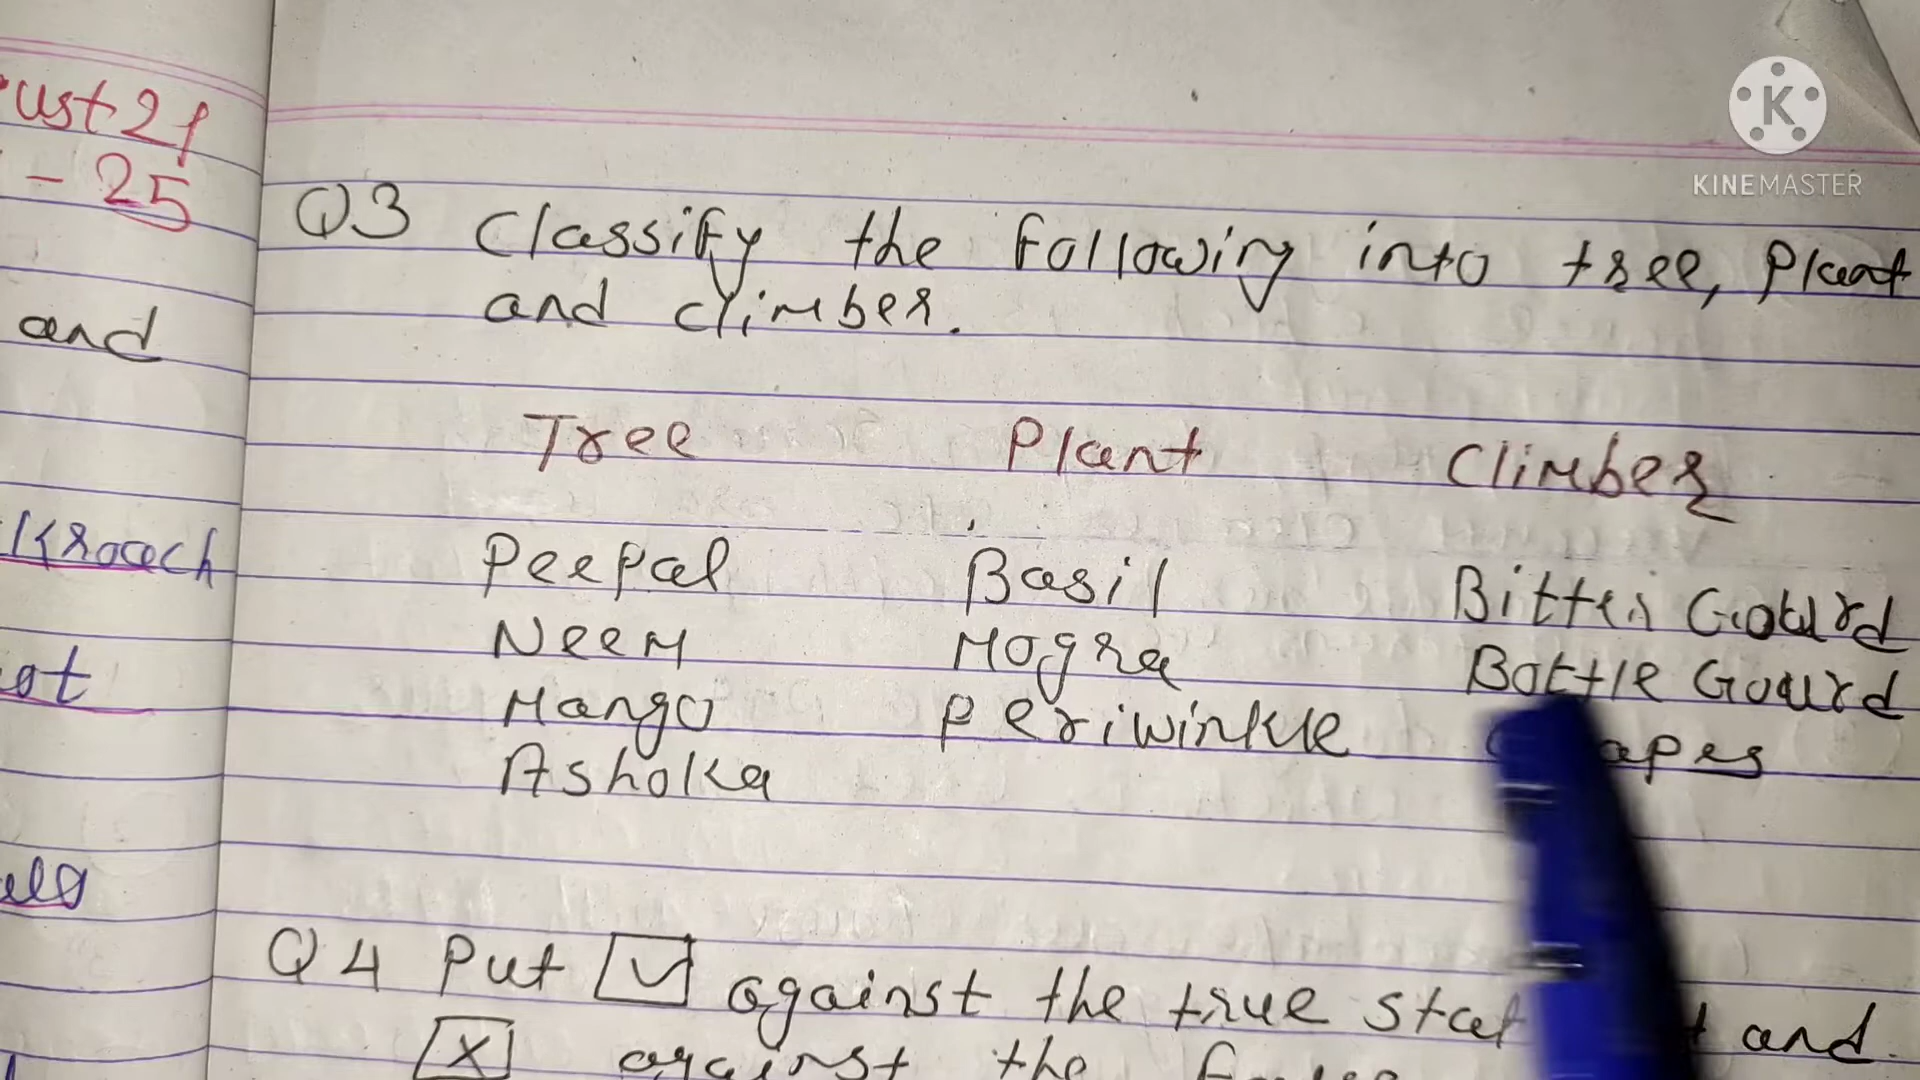 KINEMASTER
ust 21
- 25
and
ot
Q3 Classify the following into tree, Plant
and climber.
Tree Plant Climber
Peepal Basil Bitter Gourd
Neem Mogra Bottle Gourd
Mango Periwinkle
Ashoka
Q4 Put ✓ against the true and
X against the